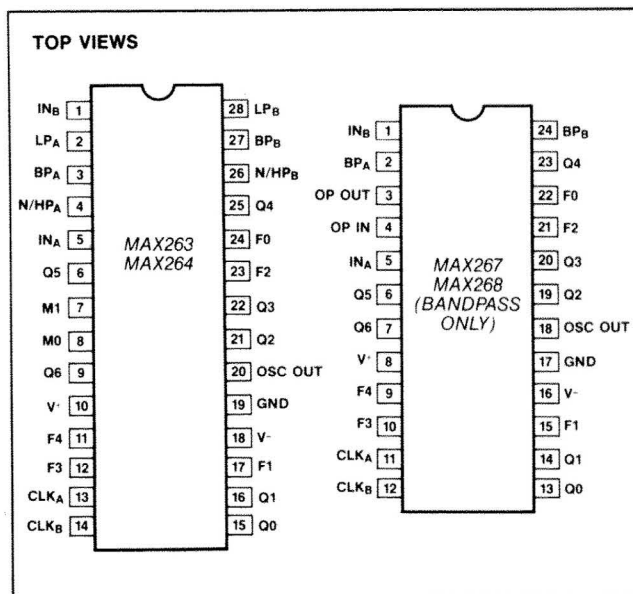 TOP VIEWS
IN_B 1
LP_A 2
BP_A 3
N/HP_A 4
IN_A 5
Q5 6
M1 7
M0 8
Q6 9
V+ 10
F4 11
F3 12
CLK_A 13
CLK_B 14
MAX263
MAX264
28 LP_B
27 BP_B
26 N/HP_B
25 Q4
24 F0
23 F2
22 Q3
21 Q2
20 OSC OUT
19 GND
18 V-
17 F1
16 Q1
15 Q0
IN_B 1
BP_A 2
OP OUT 3
OP IN 4
IN_A 5
Q5 6
Q6 7
V+ 8
F4 9
F3 10
CLK_A 11
CLK_B 12
MAX267
MAX268
(BANDPASS
ONLY)
24 BP_B
23 Q4
22 F0
21 F2
20 Q3
19 Q2
18 OSC OUT
17 GND
16 V-
15 F1
14 Q1
13 Q0